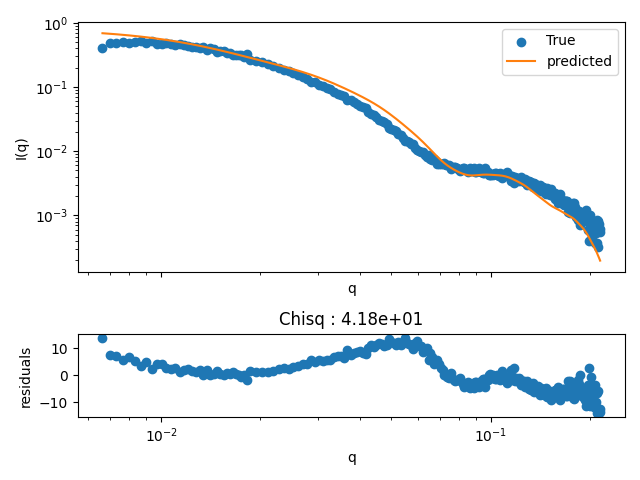 10⁰
10⁻¹
10⁻²
10⁻³
I(q)
True
predicted
q
Chisq : 4.18e+01
10
0
−10
residuals
10⁻²
10⁻¹
q